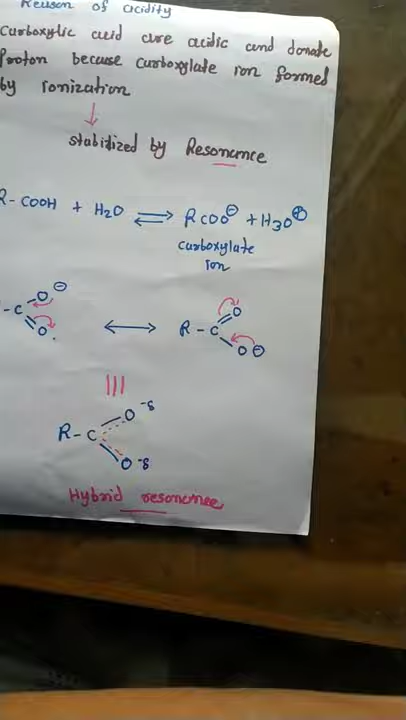 Reason of acidity
Carboxylic acid are acidic and donate
Proton because carboxylate ion formed
by ionization
↓
stabilized by Resonance
R-COOH + H2O ⇌ RCOO⊖ + H3O⊕
carboxylate
ion
-C O⊖ O ↔ R-C O O⊖
|||
R-C O-δ O-δ
Hybrid resonance